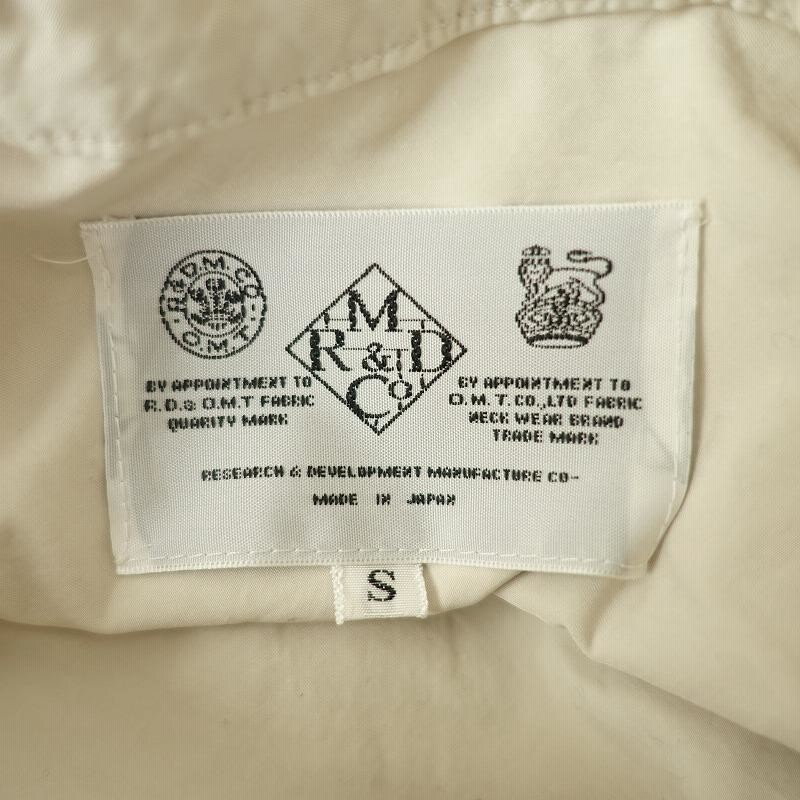 R&D.M.CO
O.M.T.
M
R&D
Co
BY APPOINTMENT TO
R.D.& O.M.T FABRIC
QUARITY MARK
BY APPOINTMENT TO
O.M.T.CO.,LTD FABRIC
NECK WEAR BRAND
TRADE MARK
RESEARCH & DEVELOPMENT MANUFACTURE CO-
MADE IN JAPAN
S